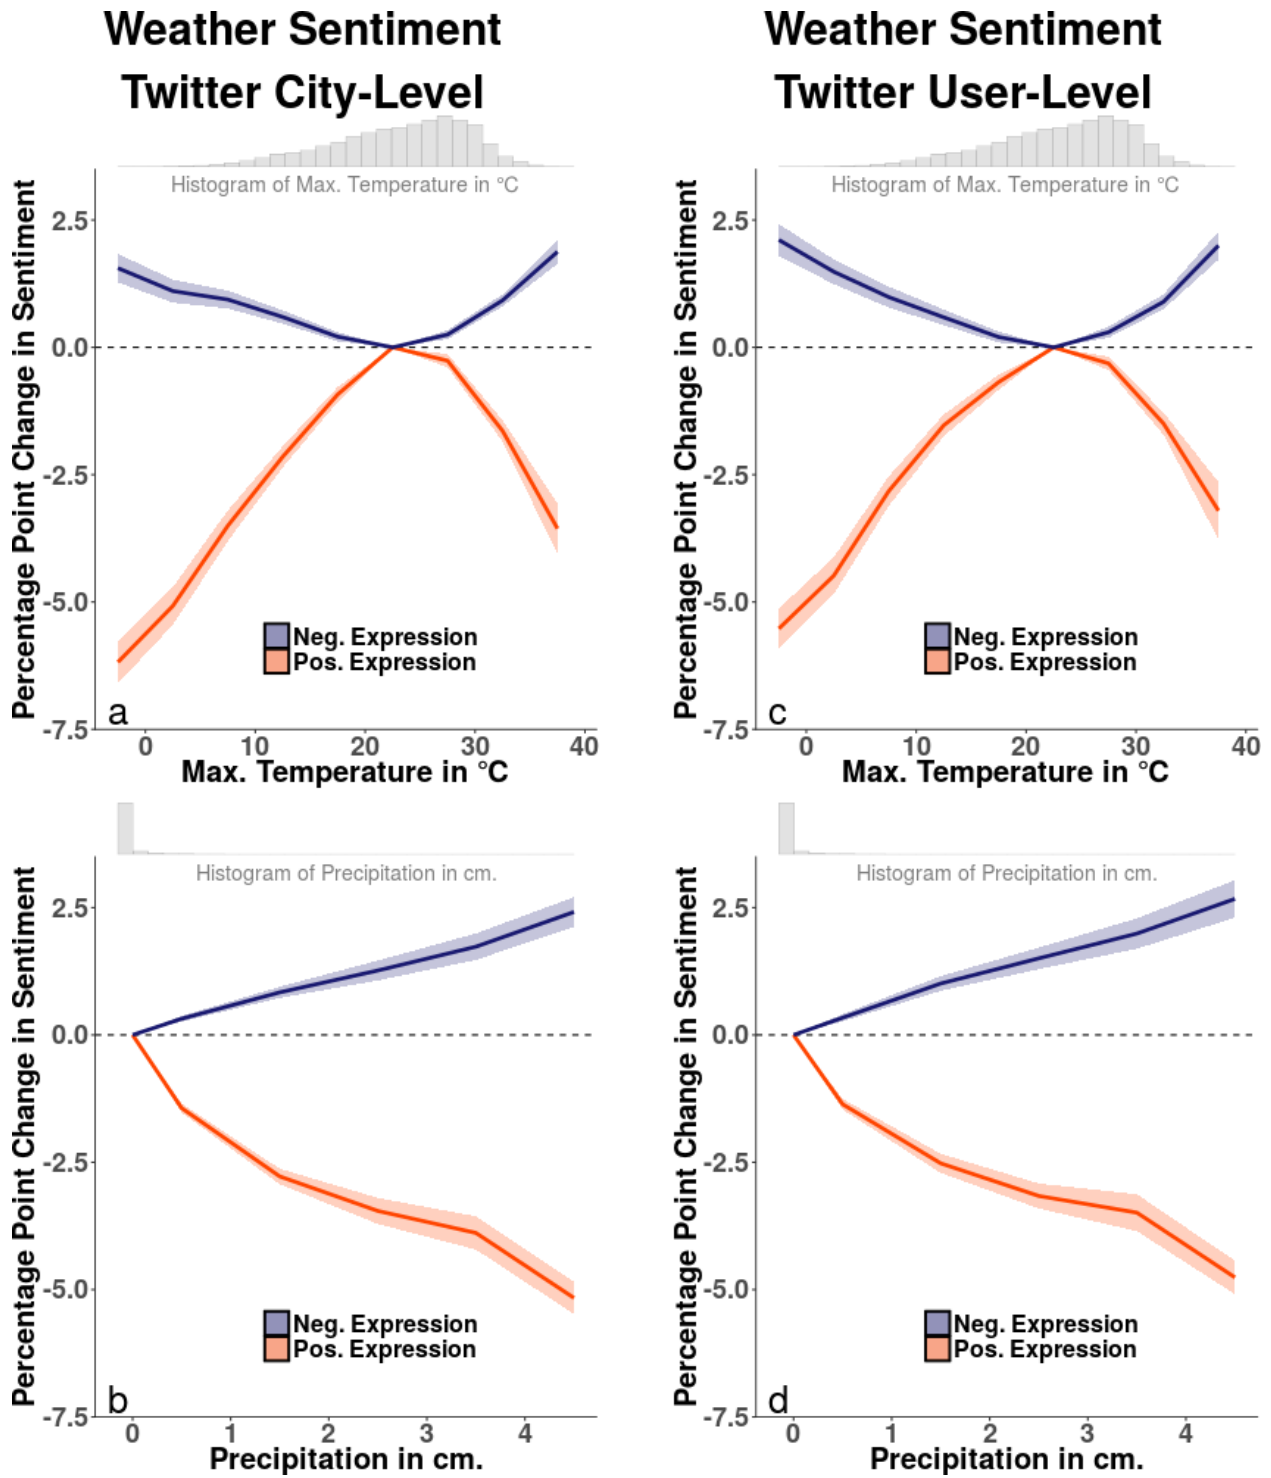 Weather Sentiment
Twitter City-Level
Histogram of Max. Temperature in °C
Percentage Point Change in Sentiment
2.5
0.0
-2.5
-5.0
-7.5
Neg. Expression
Pos. Expression
a
0 10 20 30 40
Max. Temperature in °C
Weather Sentiment
Twitter User-Level
Histogram of Max. Temperature in °C
Percentage Point Change in Sentiment
2.5
0.0
-2.5
-5.0
-7.5
Neg. Expression
Pos. Expression
c
0 10 20 30 40
Max. Temperature in °C
Histogram of Precipitation in cm.
Percentage Point Change in Sentiment
2.5
0.0
-2.5
-5.0
-7.5
Neg. Expression
Pos. Expression
b
0 1 2 3 4
Precipitation in cm.
Histogram of Precipitation in cm.
Percentage Point Change in Sentiment
2.5
0.0
-2.5
-5.0
-7.5
Neg. Expression
Pos. Expression
d
0 1 2 3 4
Precipitation in cm.